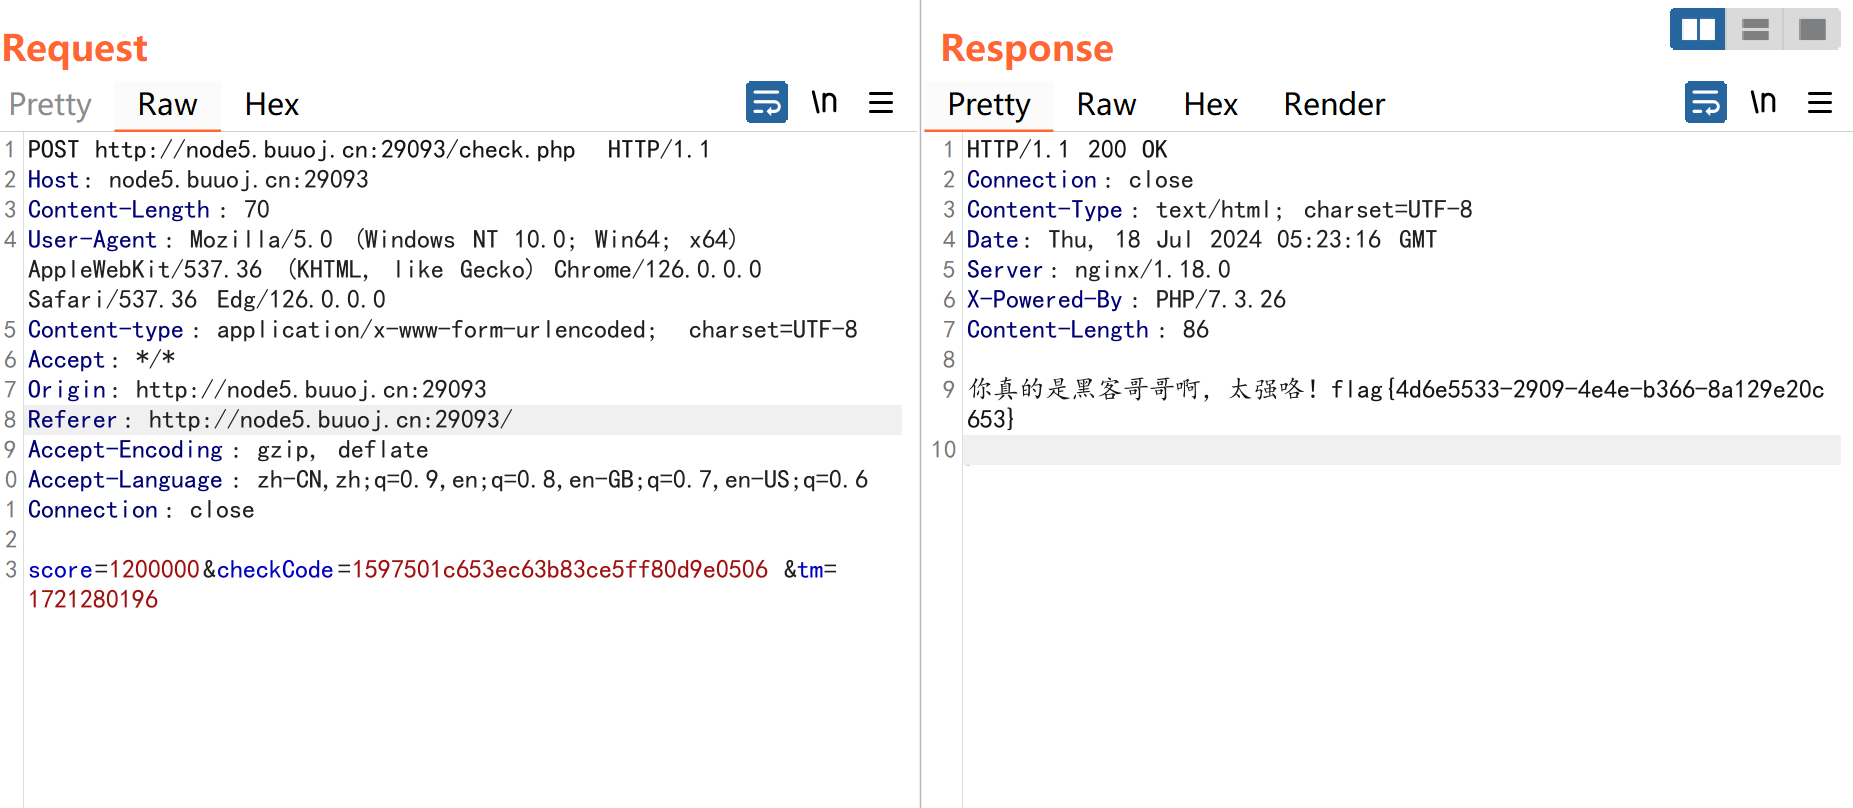 Request
Pretty Raw Hex \n
1 POST http://node5.buuoj.cn:29093/check.php HTTP/1.1
2 Host: node5.buuoj.cn:29093
3 Content-Length: 70
4 User-Agent: Mozilla/5.0 (Windows NT 10.0; Win64; x64)
AppleWebKit/537.36 (KHTML, like Gecko) Chrome/126.0.0.0
Safari/537.36 Edg/126.0.0.0
5 Content-type: application/x-www-form-urlencoded; charset=UTF-8
6 Accept: */*
7 Origin: http://node5.buuoj.cn:29093
8 Referer: http://node5.buuoj.cn:29093/
9 Accept-Encoding: gzip, deflate
0 Accept-Language: zh-CN,zh;q=0.9,en;q=0.8,en-GB;q=0.7,en-US;q=0.6
1 Connection: close
2
3 score=1200000&checkCode=1597501c653ec63b83ce5ff80d9e0506 &tm=
1721280196
Response
Pretty Raw Hex Render \n
1 HTTP/1.1 200 OK
2 Connection: close
3 Content-Type: text/html; charset=UTF-8
4 Date: Thu, 18 Jul 2024 05:23:16 GMT
5 Server: nginx/1.18.0
6 X-Powered-By: PHP/7.3.26
7 Content-Length: 86
8
9 你真的是黑客哥哥啊，太强咯！flag{4d6e5533-2909-4e4e-b366-8a129e20c
653}
10